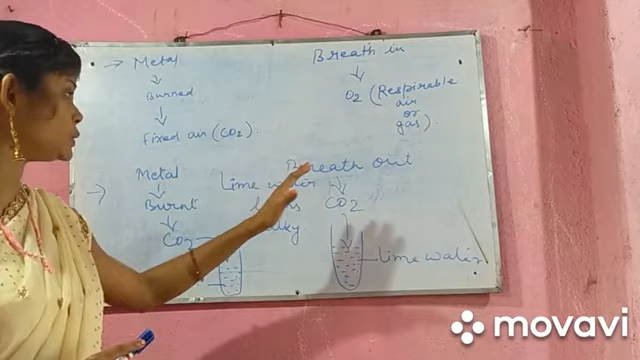 → Metal
↓
Burned
↓
Fixed air (CO2).
Breath in
↓
O2 (Respirable
air
or
gas).
→ Metal
↓
Burnt
↓
CO2
Lime water
Breath out
↓
CO2
lime water
movavi